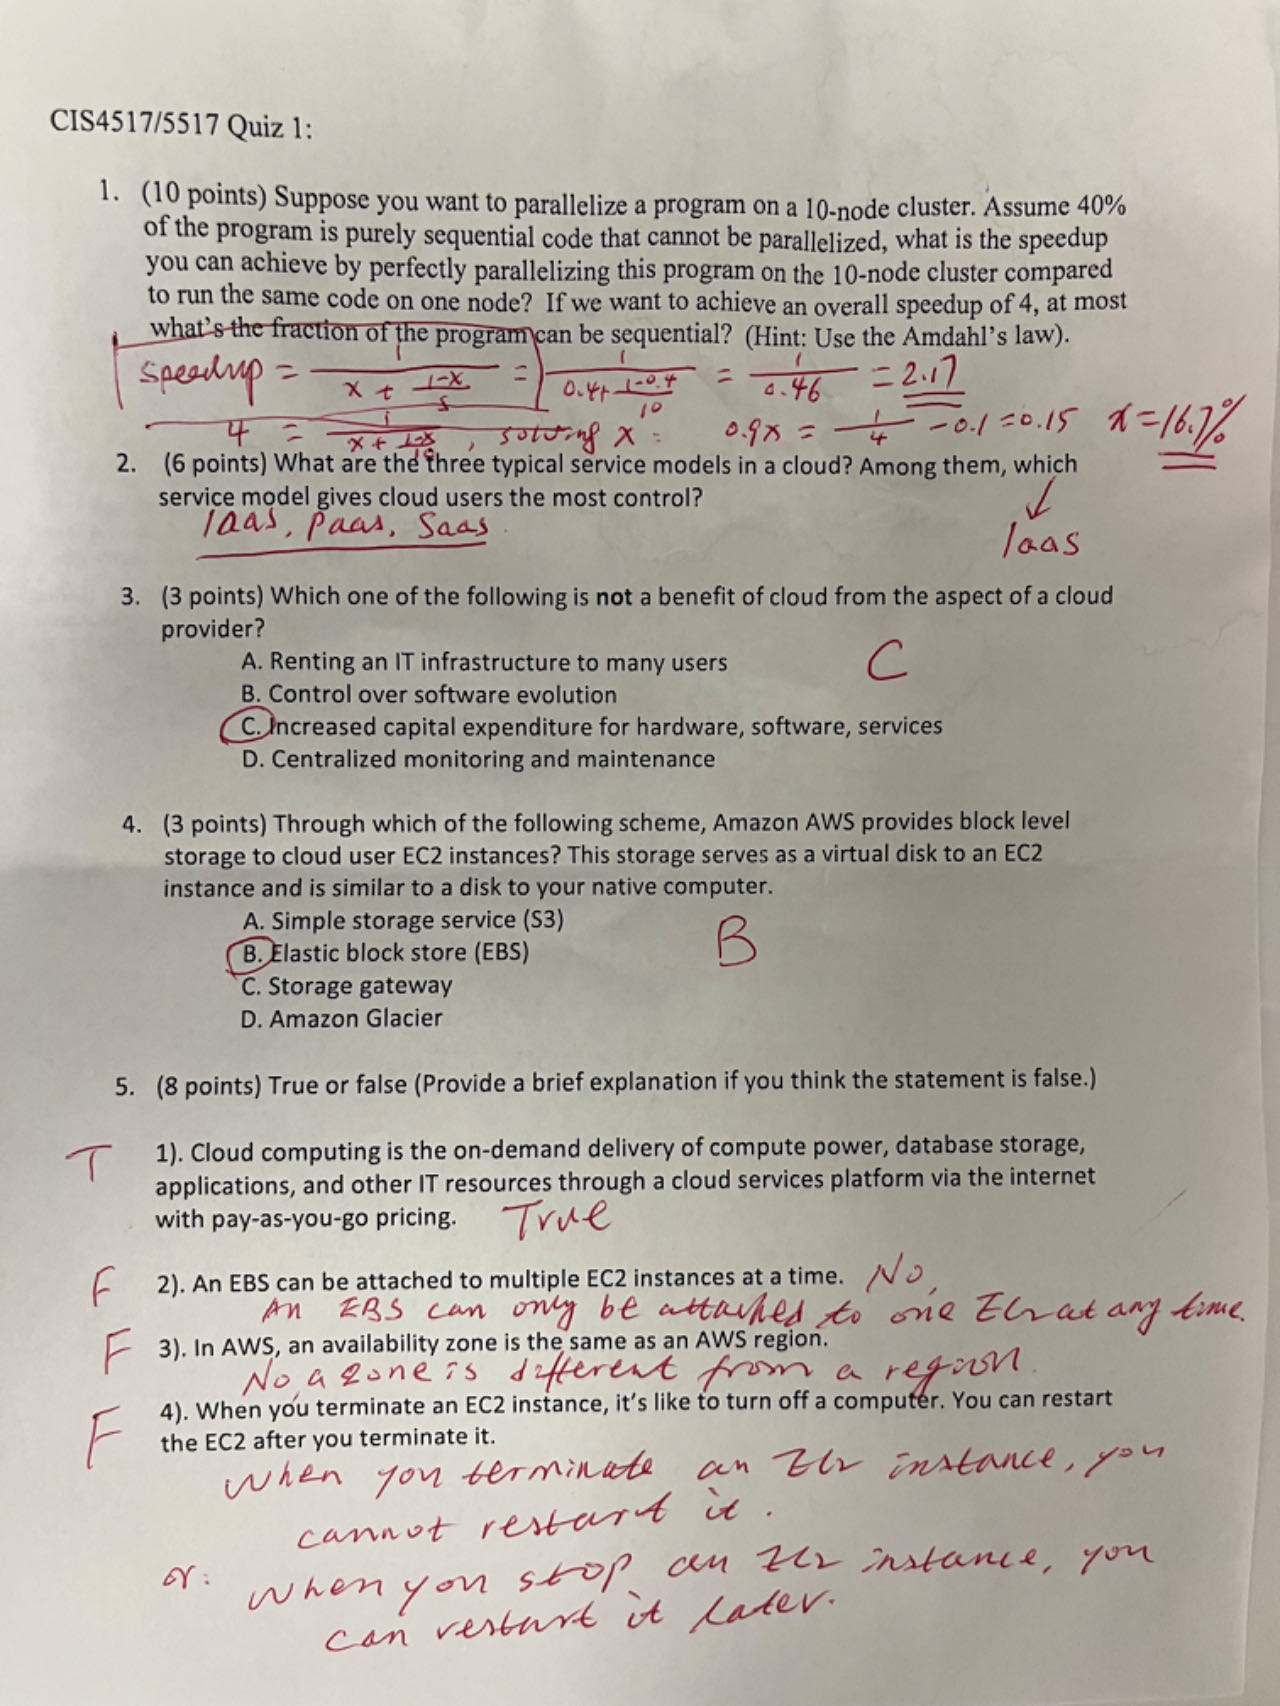 CIS4517/5517 Quiz 1:
1. (10 points) Suppose you want to parallelize a program on a 10-node cluster. Assume 40%
of the program is purely sequential code that cannot be parallelized, what is the speedup
you can achieve by perfectly parallelizing this program on the 10-node cluster compared
to run the same code on one node? If we want to achieve an overall speedup of 4, at most
what's the fraction of the program can be sequential? (Hint: Use the Amdahl's law).
Speedup = 1/(x + (1-x)/s) = 1/(0.4+ (1-0.4)/10) = 1/0.46 = 2.17
4 = 1/(x + (1-x)/10), solving x: 0.9x = 1/4 - 0.1 = 0.15 x = 16.7%
2. (6 points) What are the three typical service models in a cloud? Among them, which
service model gives cloud users the most control?
Iaas, Paas, Saas.
↓
Iaas
3. (3 points) Which one of the following is not a benefit of cloud from the aspect of a cloud
provider?
A. Renting an IT infrastructure to many users
C
B. Control over software evolution
C. Increased capital expenditure for hardware, software, services
D. Centralized monitoring and maintenance
4. (3 points) Through which of the following scheme, Amazon AWS provides block level
storage to cloud user EC2 instances? This storage serves as a virtual disk to an EC2
instance and is similar to a disk to your native computer.
A. Simple storage service (S3)
B. Elastic block store (EBS)
B
C. Storage gateway
D. Amazon Glacier
5. (8 points) True or false (Provide a brief explanation if you think the statement is false.)
T 1). Cloud computing is the on-demand delivery of compute power, database storage,
applications, and other IT resources through a cloud services platform via the internet
with pay-as-you-go pricing. True
F 2). An EBS can be attached to multiple EC2 instances at a time. No,
An EBS can only be attached to one EC2 at any time.
F 3). In AWS, an availability zone is the same as an AWS region.
No, a zone is different from a region.
F 4). When you terminate an EC2 instance, it's like to turn off a computer. You can restart
the EC2 after you terminate it.
When you terminate an EC2 instance, you
cannot restart it.
or: When you stop an EC2 instance, you
can restart it later.